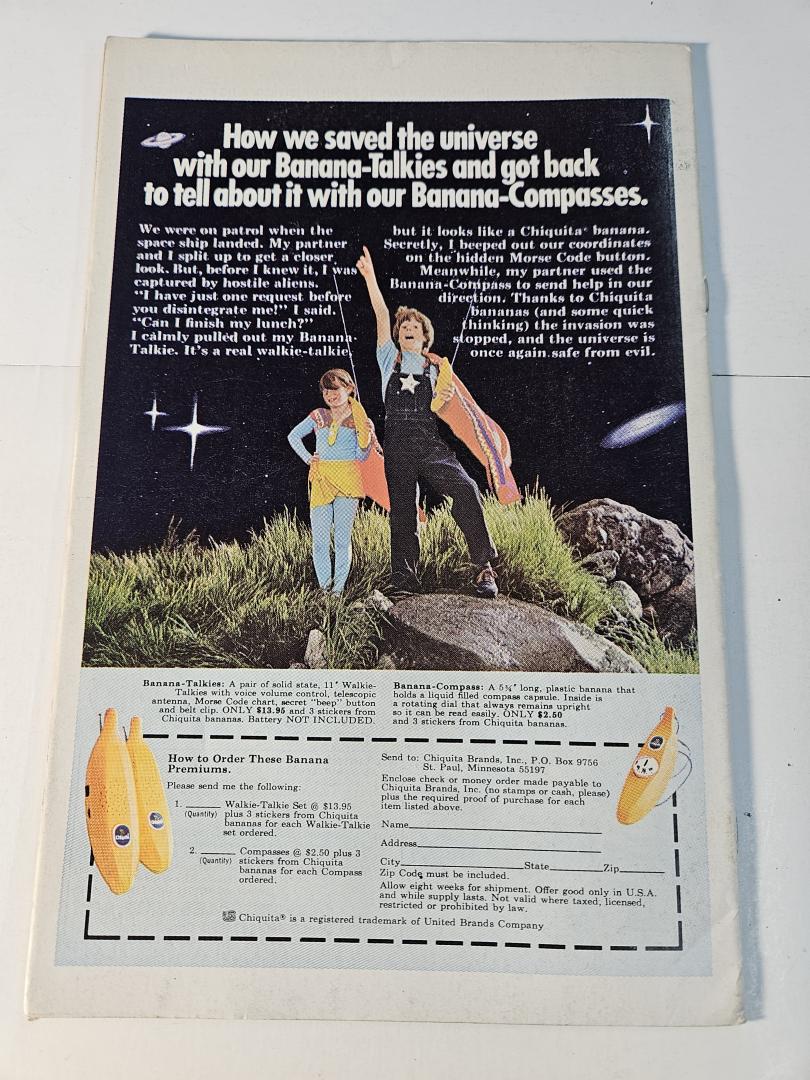 How we saved the universe
with our Banana-Talkies and got back
to tell about it with our Banana-Compasses.
We were on patrol when the
space ship landed. My partner
and I split up to get a closer
look. But, before I knew it, I was
captured by hostile aliens.
"I have just one request before
you disintegrate me!" I said.
"Can I finish my lunch?"
I calmly pulled out my Banana-
Talkie. It's a real walkie-talkie,
but it looks like a Chiquita® banana.
Secretly, I beeped out our coordinates
on the hidden Morse Code button.
Meanwhile, my partner used the
Banana-Compass to send help in our
direction. Thanks to Chiquita
bananas (and some quick
thinking) the invasion was
stopped, and the universe is
once again safe from evil.
Banana-Talkies: A pair of solid state, 11" Walkie-
Talkies with voice volume control, telescopic
antenna, Morse Code chart, secret "beep" button
and belt clip. ONLY $13.95 and 3 stickers from
Chiquita bananas. Battery NOT INCLUDED.
Banana-Compass: A 5¾" long, plastic banana that
holds a liquid filled compass capsule. Inside is
a rotating dial that always remains upright
so it can be read easily. ONLY $2.50
and 3 stickers from Chiquita bananas.
How to Order These Banana
Premiums.
Please send me the following:
1. ______ Walkie-Talkie Set @ $13.95
(Quantity) plus 3 stickers from Chiquita
bananas for each Walkie-Talkie
set ordered.
2. ______ Compasses @ $2.50 plus 3
(Quantity) stickers from Chiquita
bananas for each Compass
ordered.
Send to: Chiquita Brands, Inc., P.O. Box 9756
St. Paul, Minnesota 55197
Enclose check or money order made payable to
Chiquita Brands, Inc. (no stamps or cash, please)
plus the required proof of purchase for each
item listed above.
Name
Address
City State Zip
Zip Code must be included.
Allow eight weeks for shipment. Offer good only in U.S.A.
and while supply lasts. Not valid where taxed, licensed,
restricted or prohibited by law.
Chiquita® is a registered trademark of United Brands Company